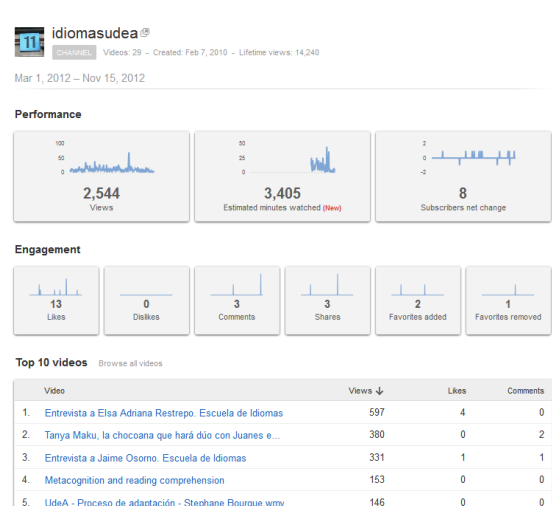 11
idiomasudea
CHANNEL Videos: 29 - Created: Feb 7, 2010 - Lifetime views: 14,240
Mar 1, 2012 – Nov 15, 2012
Performance
100
50
0
2,544
Views
50
25
0
3,405
Estimated minutes watched (New)
2
0
-2
8
Subscribers net change
Engagement
13
Likes
0
Dislikes
3
Comments
3
Shares
2
Favorites added
1
Favorites removed
Top 10 videos Browse all videos
Video Views Likes Comments
1. Entrevista a Elsa Adriana Restrepo. Escuela de Idiomas 597 4 0
2. Tanya Maku, la chocoana que hará dúo con Juanes e... 380 0 2
3. Entrevista a Jaime Osorno. Escuela de Idiomas 331 1 1
4. Metacognition and reading comprehension 153 0 0
5. UdeA - Proceso de adaptación - Stephane Bourque.wmv 146 0 0